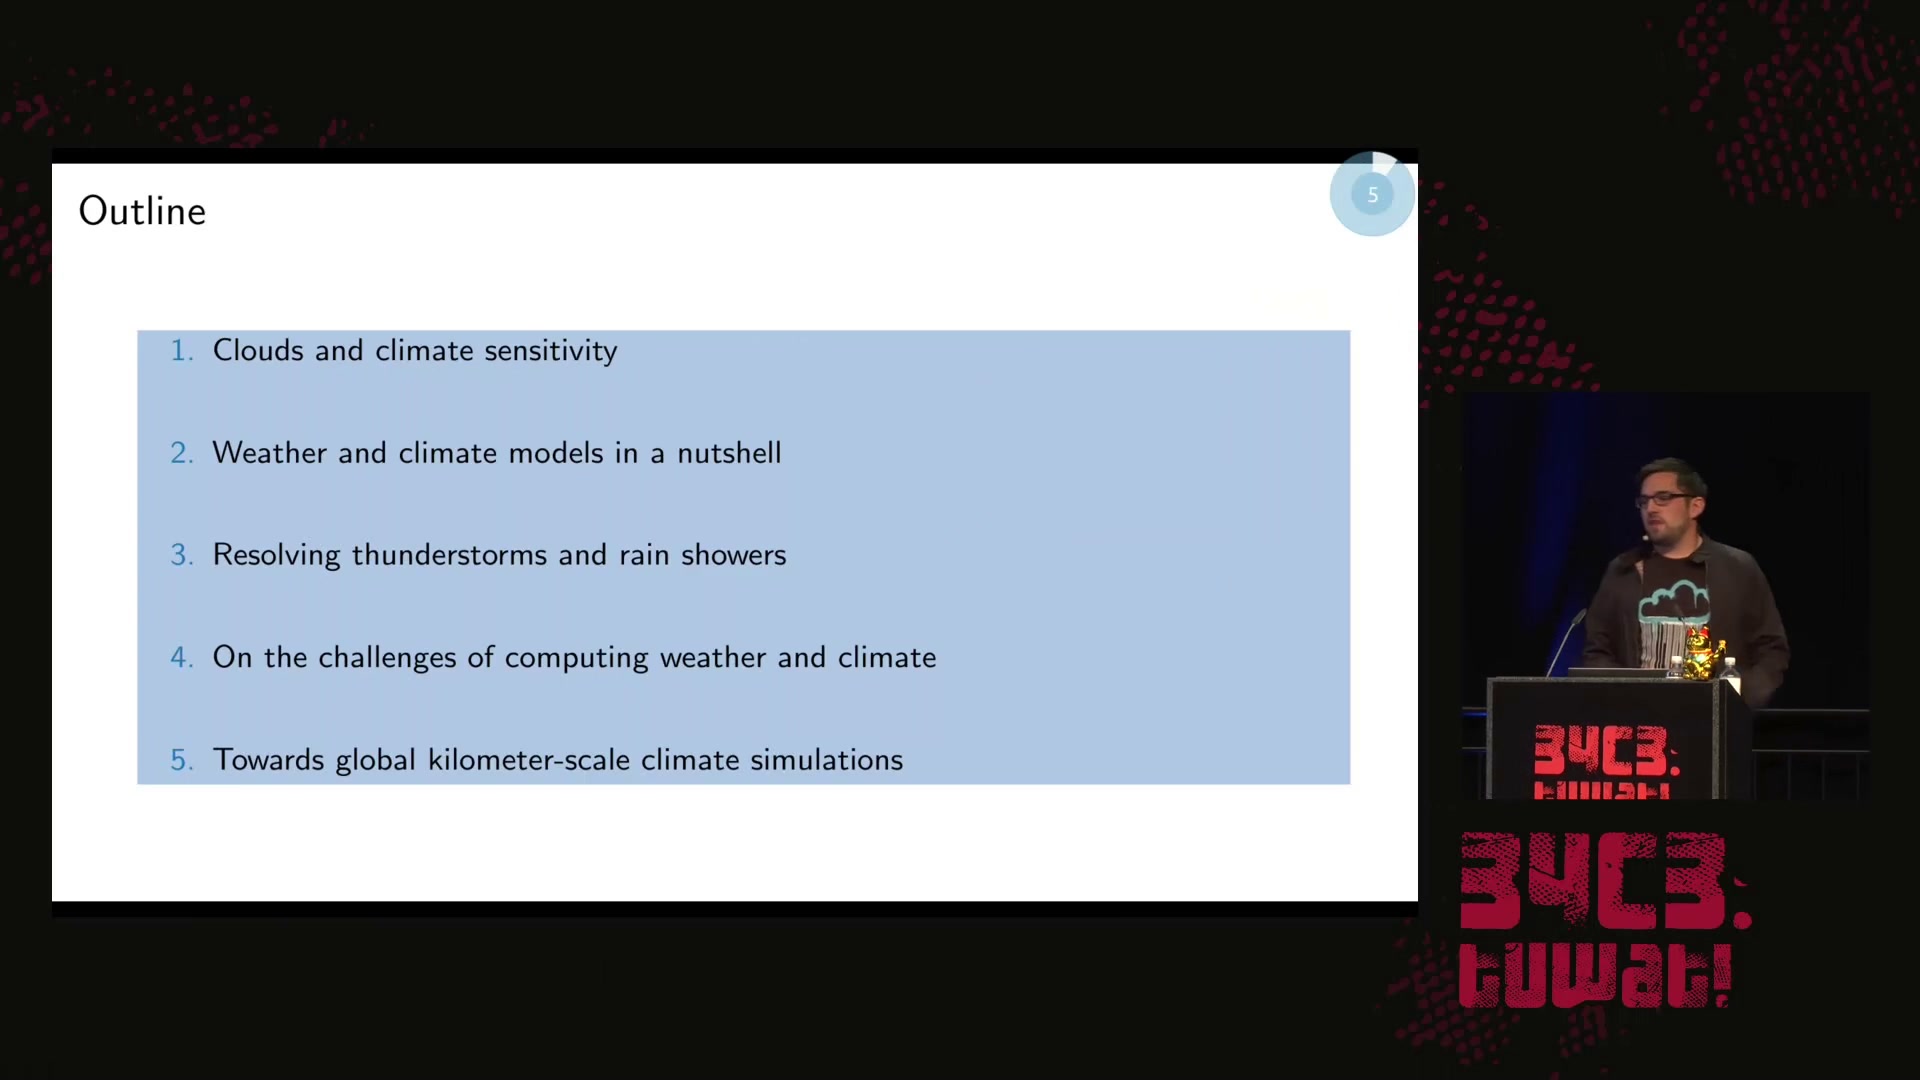 Outline
5
1. Clouds and climate sensitivity
2. Weather and climate models in a nutshell
3. Resolving thunderstorms and rain showers
4. On the challenges of computing weather and climate
5. Towards global kilometer-scale climate simulations
34C3.
tuwat!
34C3.
tuwat!